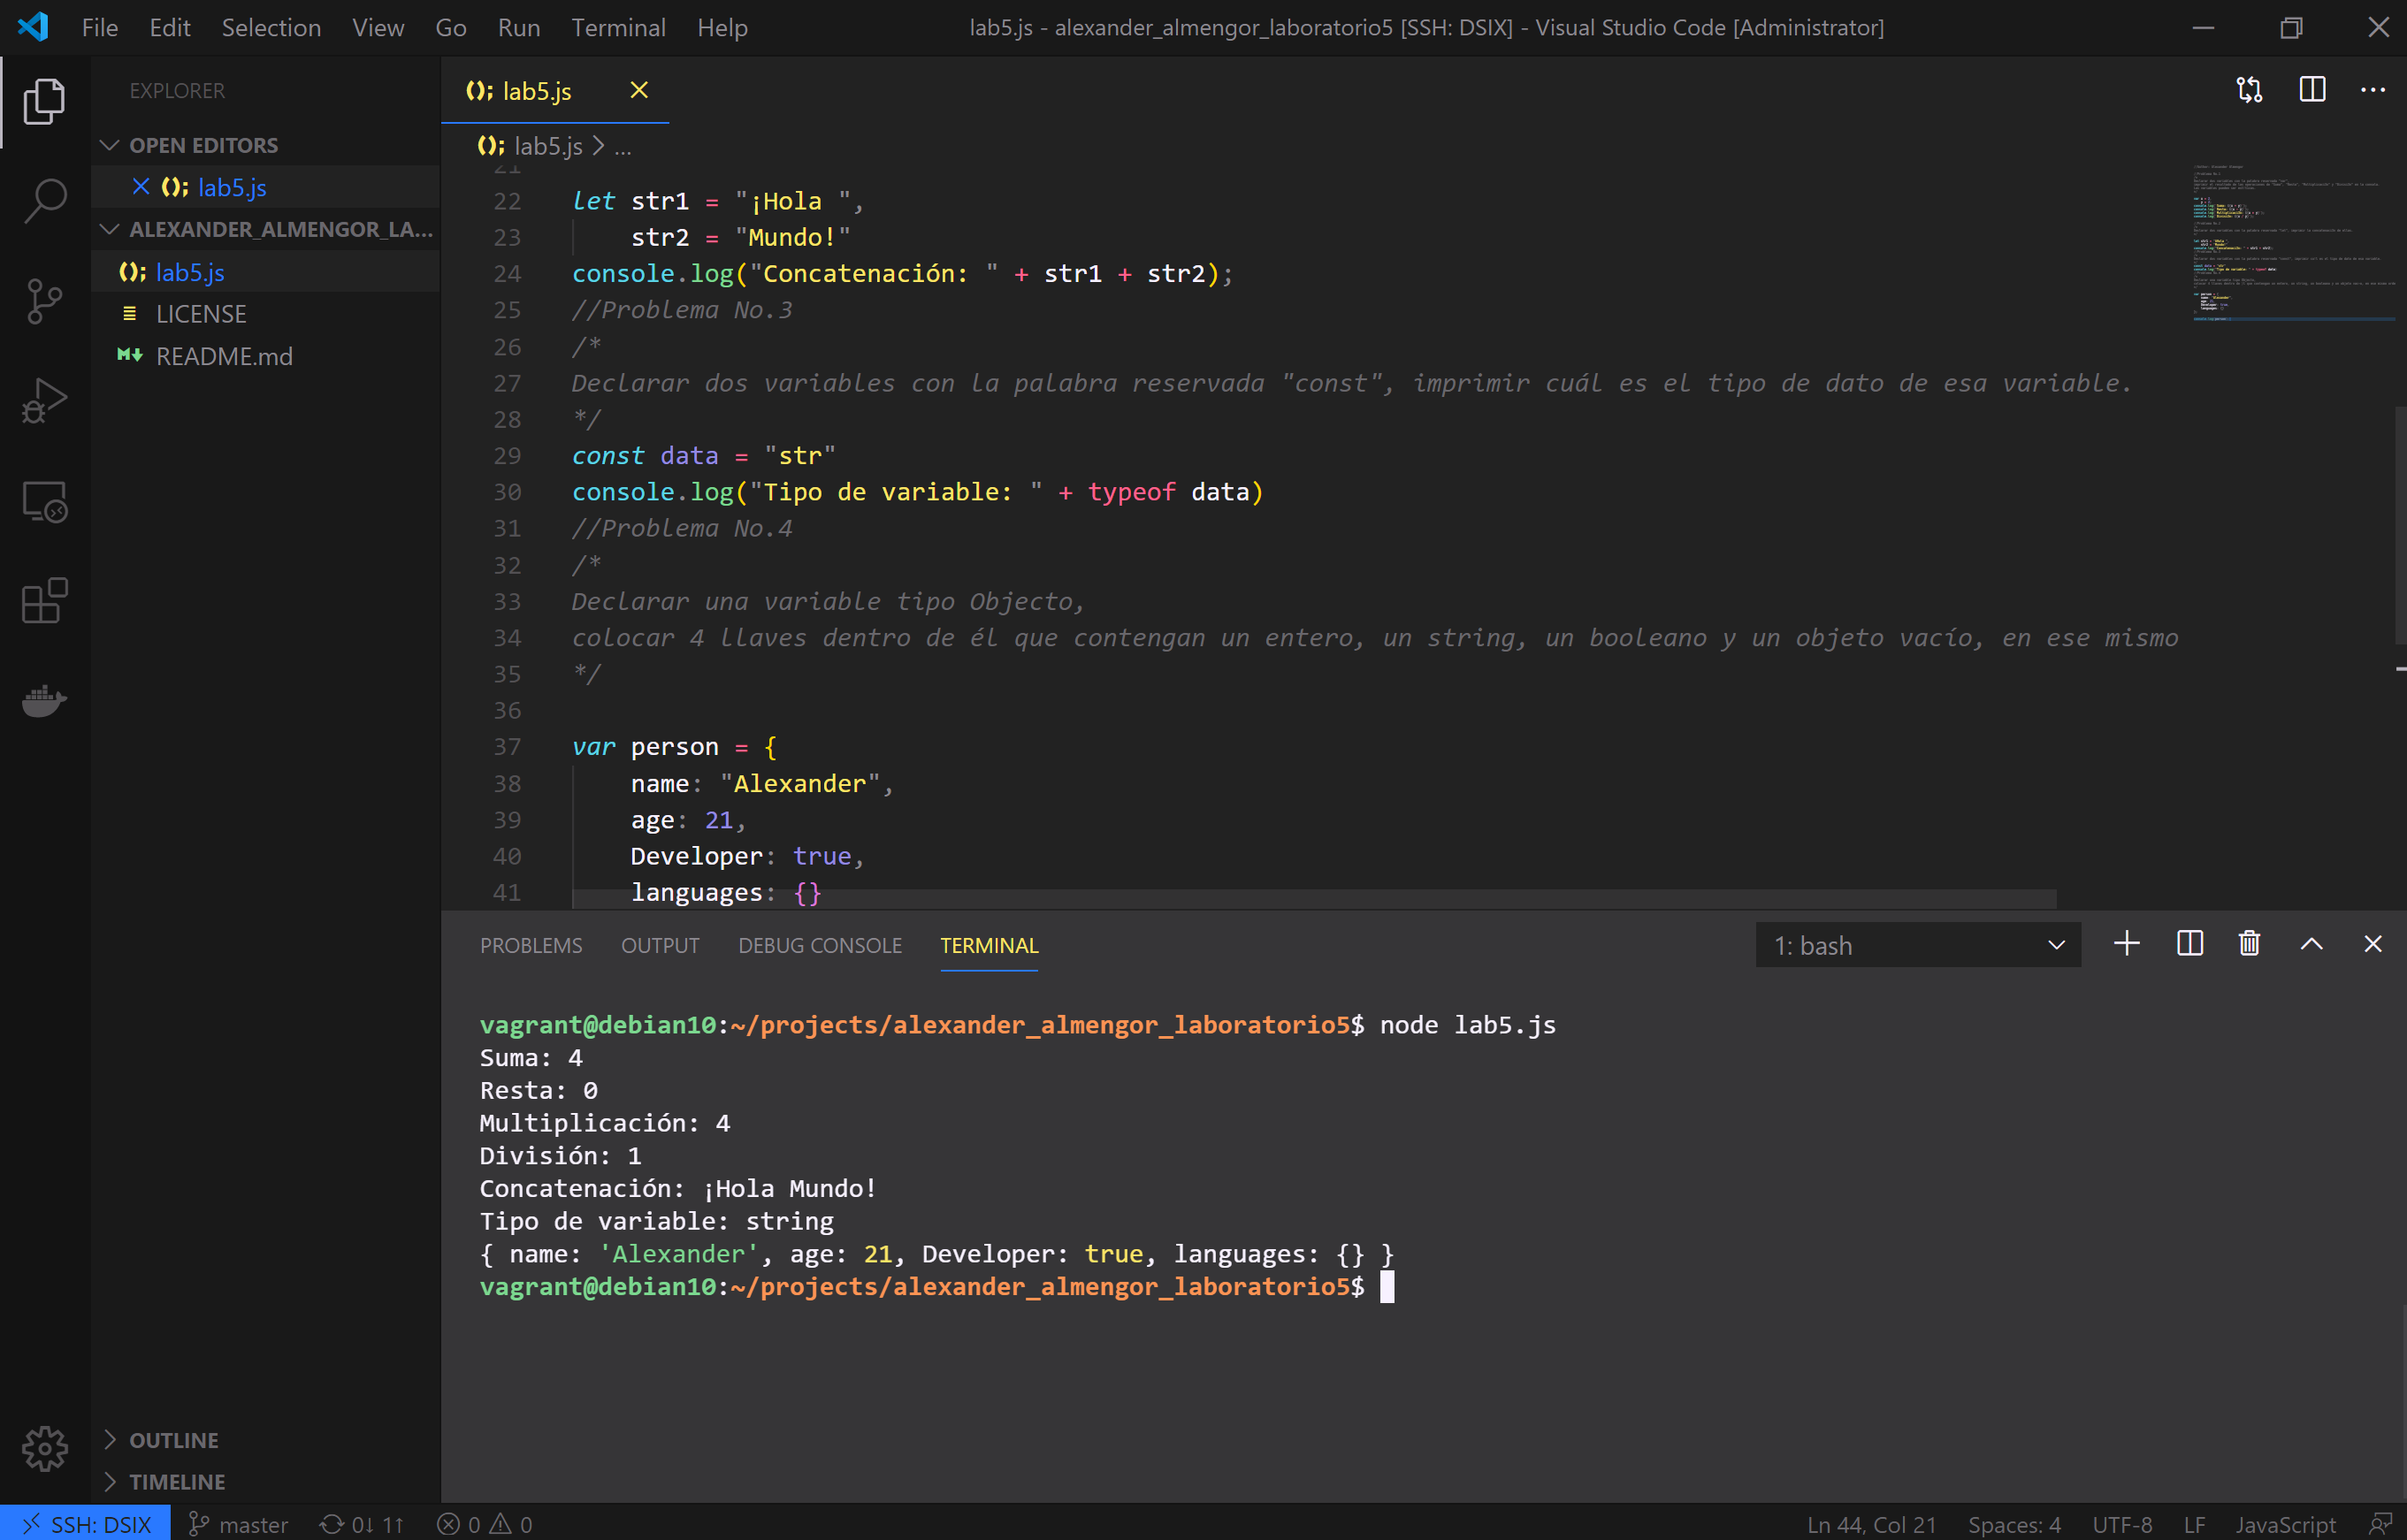 File Edit Selection View Go Run Terminal Help
lab5.js - alexander_almengor_laboratorio5 [SSH: DSIX] - Visual Studio Code [Administrator]
EXPLORER
OPEN EDITORS
lab5.js
ALEXANDER_ALMENGOR_LA...
lab5.js
LICENSE
README.md
OUTLINE
TIMELINE
lab5.js
lab5.js > ...
21
22 let str1 = "¡Hola ",
23 str2 = "Mundo!"
24 console.log("Concatenación: " + str1 + str2);
25 //Problema No.3
26 /*
27 Declarar dos variables con la palabra reservada "const", imprimir cuál es el tipo de dato de esa variable.
28 */
29 const data = "str"
30 console.log("Tipo de variable: " + typeof data)
31 //Problema No.4
32 /*
33 Declarar una variable tipo Objecto,
34 colocar 4 llaves dentro de él que contengan un entero, un string, un booleano y un objeto vacío, en ese mismo
35 */
36
37 var person = {
38 name: "Alexander",
39 age: 21,
40 Developer: true,
41 languages: {}
PROBLEMS OUTPUT DEBUG CONSOLE TERMINAL
1: bash
vagrant@debian10:~/projects/alexander_almengor_laboratorio5$ node lab5.js
Suma: 4
Resta: 0
Multiplicación: 4
División: 1
Concatenación: ¡Hola Mundo!
Tipo de variable: string
{ name: 'Alexander', age: 21, Developer: true, languages: {} }
vagrant@debian10:~/projects/alexander_almengor_laboratorio5$
SSH: DSIX master 0↓ 1↑ 0 0
Ln 44, Col 21 Spaces: 4 UTF-8 LF JavaScript